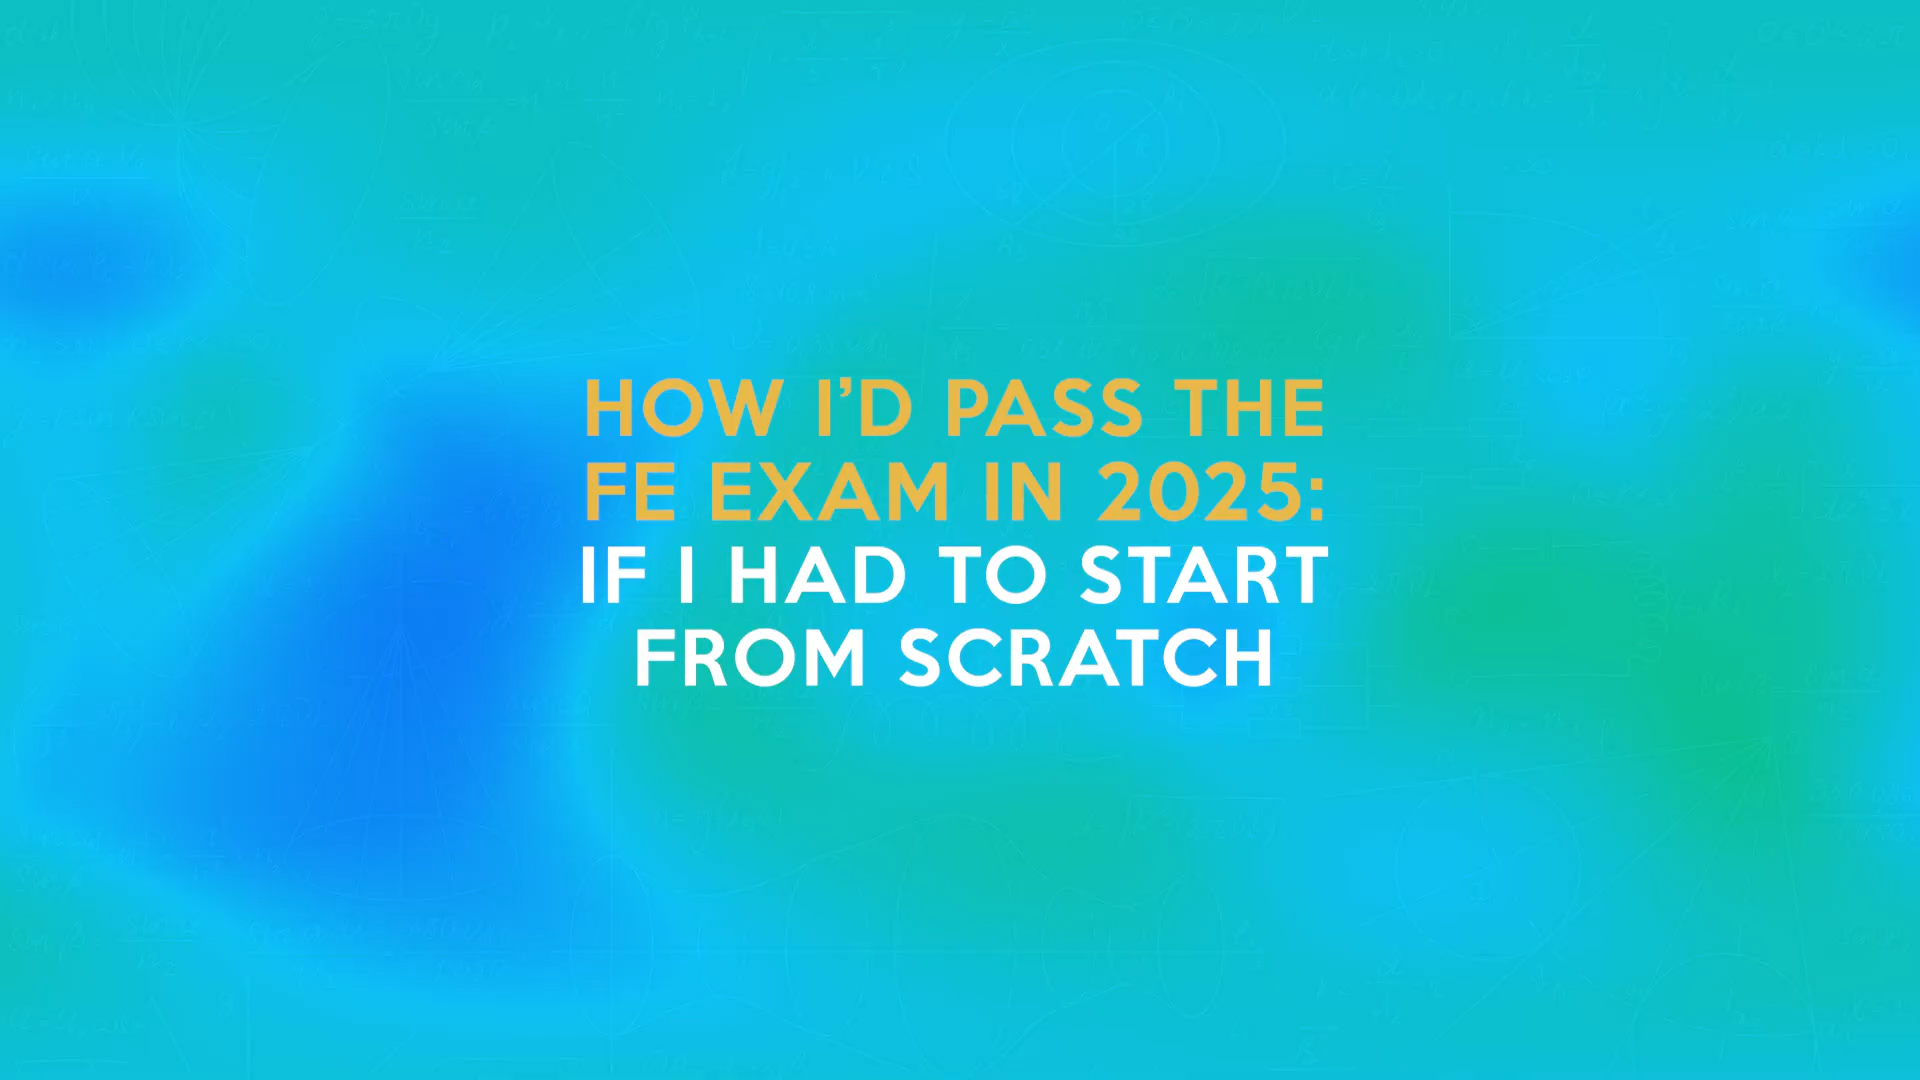 HOW I’D PASS THE
FE EXAM IN 2025:
IF I HAD TO START
FROM SCRATCH